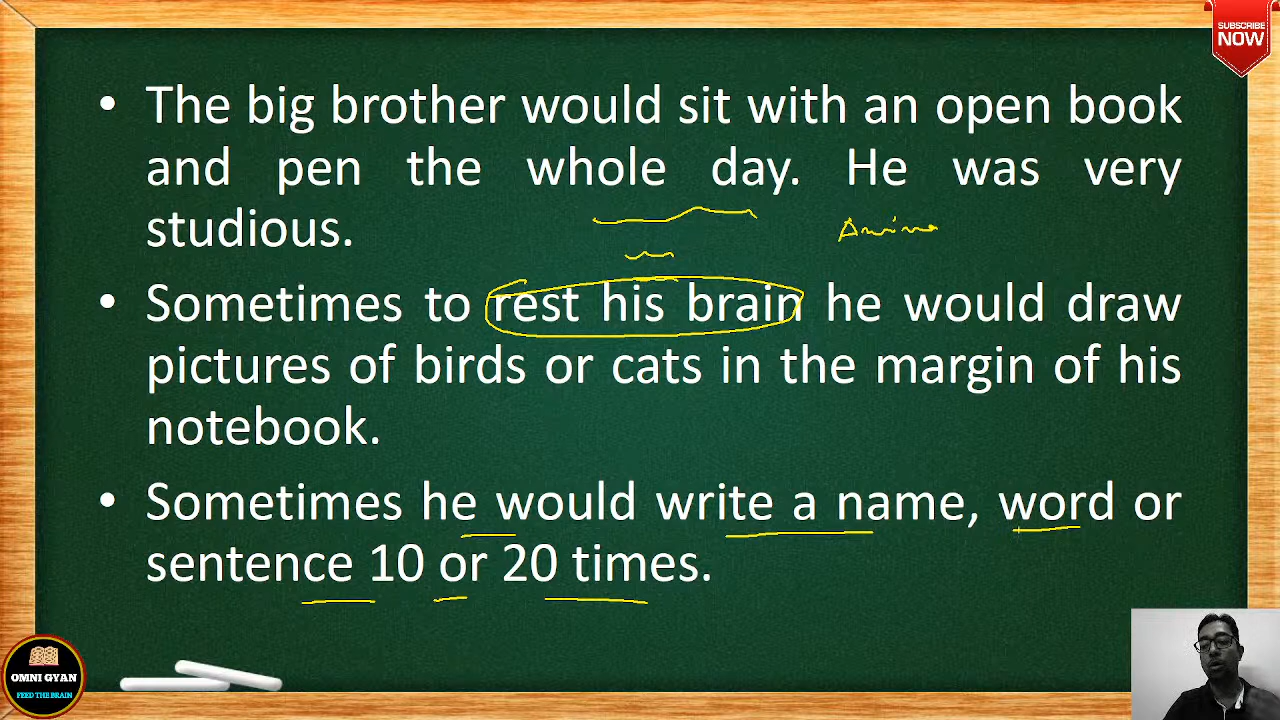 SUBSCRIBE
NOW
• The big brother would sit with an open book
and pen the whole day. He was very
studious.
• Sometimes to rest his brain he would draw
pictures of birds or cats in the margin of his
notebook.
• Sometimes he would write a name, word or
sentence 10 or 20 times.
OMNI GYAN
FEED THE BRAIN